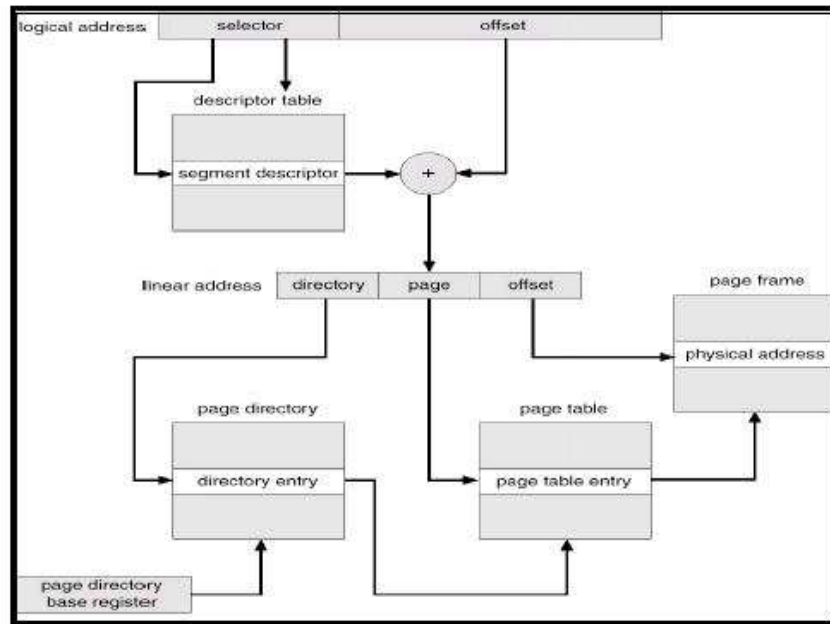 logical address selector offset
descriptor table
segment descriptor +
linear address directory page offset
page frame
physical address
page directory page table
directory entry page table entry
page directory
base register